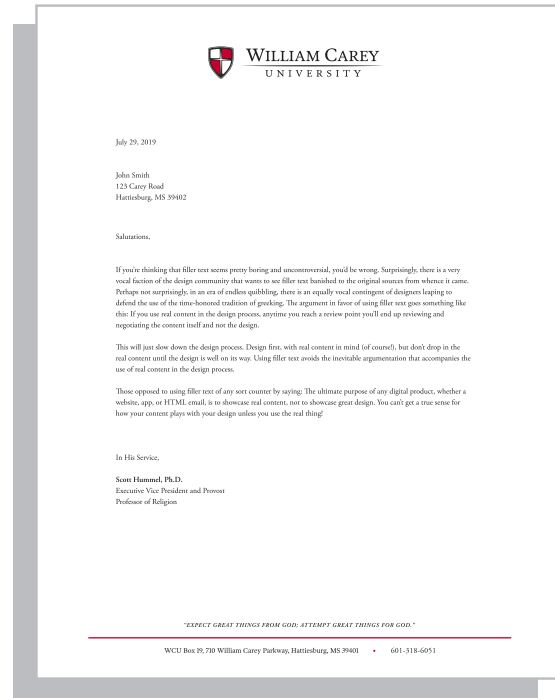 WILLIAM CAREY
UNIVERSITY
July 29, 2019
John Smith
123 Carey Road
Hattiesburg, MS 39402
Salutations,
If you're thinking that filler text seems pretty boring and uncontroversial, you'd be wrong. Surprisingly, there is a very
vocal faction of the design community that wants to see filler text banished to the original sources from whence it came.
Perhaps not surprisingly, in an era of endless quibbling, there is an equally vocal contingent of designers leaping to
defend the use of the time-honored tradition of greeking. The argument in favor of using filler text goes something like
this: If you use real content in the design process, anytime you reach a review point you'll end up reviewing and
negotiating the content itself and not the design.
This will just slow down the design process. Design first, with real content in mind (of course!), but don't drop in the
real content until the design is well on its way. Using filler text avoids the inevitable argumentation that accompanies the
use of real content in the design process.
Those opposed to using filler text of any sort counter by saying: The ultimate purpose of any digital product, whether a
website, app, or HTML email, is to showcase real content, not to showcase great design. You can't get a true sense for
how your content plays with your design unless you use the real thing!
In His Service,
Scott Hummel, Ph.D.
Executive Vice President and Provost
Professor of Religion
"EXPECT GREAT THINGS FROM GOD; ATTEMPT GREAT THINGS FOR GOD."
WCU Box 19, 710 William Carey Parkway, Hattiesburg, MS 39401 • 601-318-6051